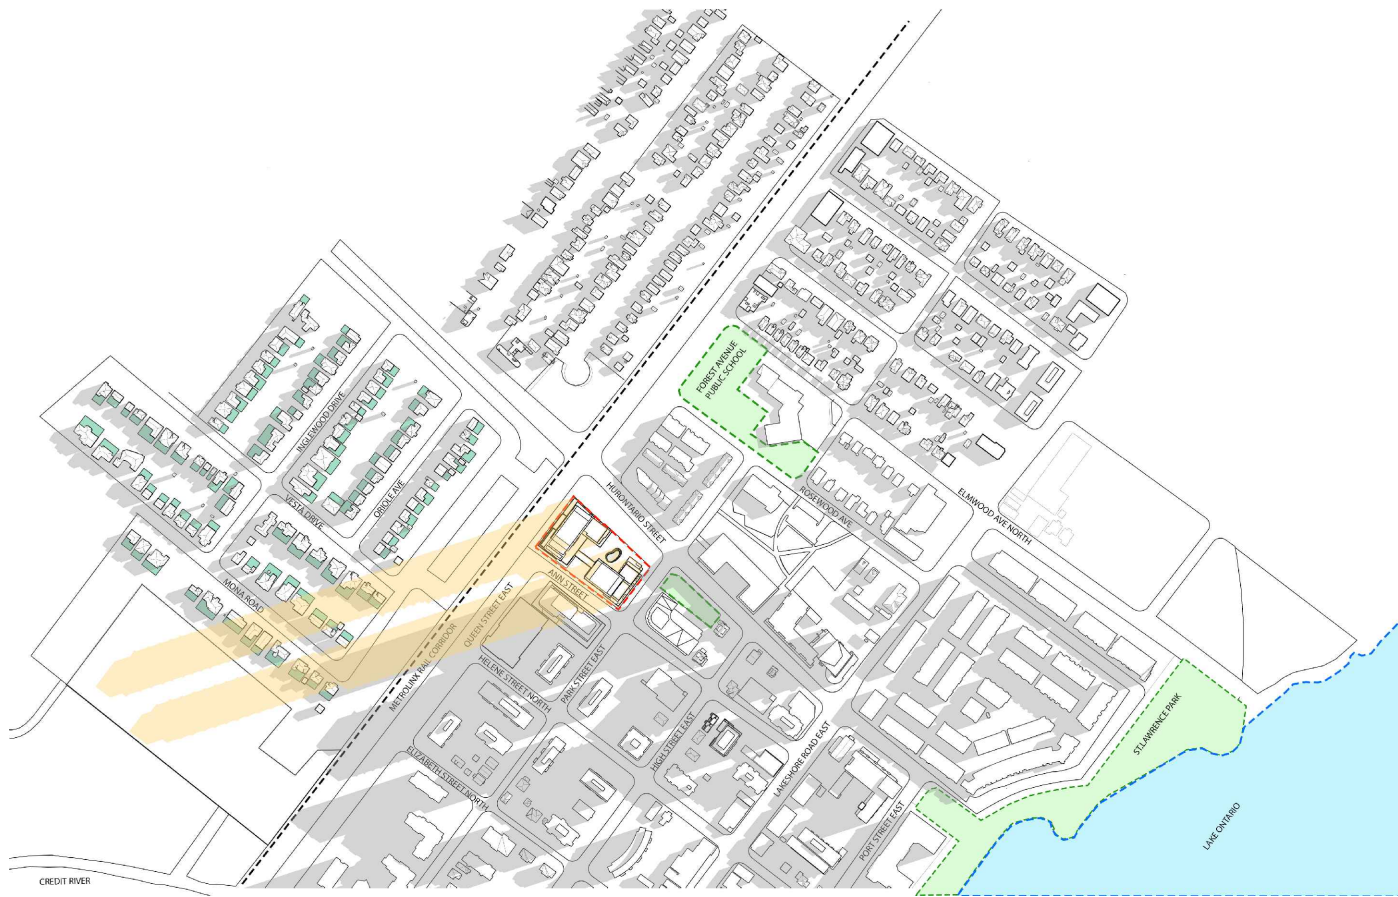 FOREST AVENUE
PUBLIC SCHOOL
INGLEWOOD DRIVE
ORIOLE AVE
VESTA DRIVE
HURONTARIO STREET
ROSEWOOD AVE
ELMWOOD AVE NORTH
MONA ROAD
ANN STREET
QUEEN STREET EAST
METROLINX RAIL CORRIDOR
HELENE STREET NORTH
PARK STREET EAST
HIGH STREET EAST
ELIZABETH STREET NORTH
LAKESHORE ROAD EAST
PORT STREET EAST
ST.LAWRENCE PARK
LAKE ONTARIO
CREDIT RIVER